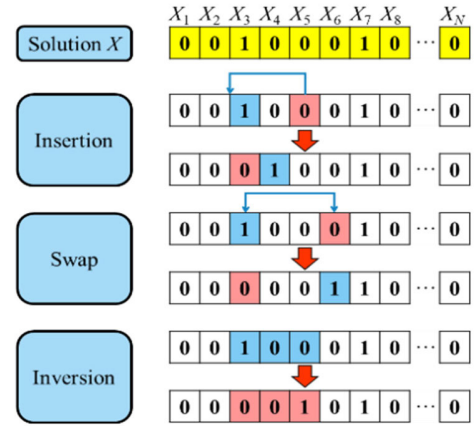 X1 X2 X3 X4 X5 X6 X7 X8 XN
Solution X 0 0 1 0 0 0 1 0 ... 0
Insertion
0 0 1 0 0 0 1 0 ... 0
0 0 0 1 0 0 1 0 ... 0
Swap
0 0 1 0 0 0 1 0 ... 0
0 0 0 0 0 1 1 0 ... 0
Inversion
0 0 1 0 0 0 1 0 ... 0
0 0 0 0 1 0 1 0 ... 0